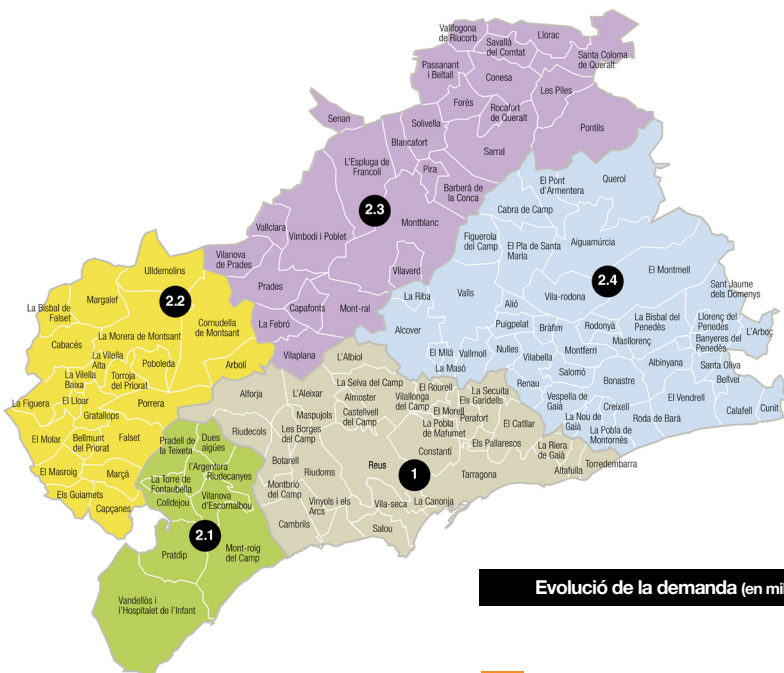 Vallfogona
de Riucorb
Savallà
del Comtat
Llorac
Santa Coloma
de Queralt
Passanant
i Beltall
Conesa
Les Piles
Forès
Rocafort
de Queralt
Senan
Solivella
Blancafort
Pontils
Sarral
L'Espluga de
Francolí
Pira
Barberà de
la Conca
2.3
Montblanc
Vallclara
Vimbodí i Poblet
Vilanova
de Prades
Vilaverd
Prades
Capafonts
Mont-ral
La Febró
Vilaplana
El Pont
d'Armentera
Querol
Cabra de Camp
Figuerola
del Camp
El Pla de Santa
Maria
Aiguamúrcia
2.4
El Montmell
Sant Jaume
dels Domenys
La Riba
Valls
Vila-rodona
Alió
Alcover
Puigpelat
Bràfim
Rodonyà
La Bisbal del
Penedès
Llorenç del
Penedès
L'Arboç
Masllorenç
Banyeres del
Penedès
El Milà
Vallmoll
Nulles
Vilabella
Montferri
Albinyana
Santa Oliva
La Masó
Salomó
Bellvei
Renau
Bonastre
Vespella de
Gaià
El Vendrell
Creixell
La Nou de
Gaià
Roda de Barà
Calafell
Cunit
La Pobla de
Montornès
Ulldemolins
2.2
La Bisbal de
Falset
Margalef
Cornudella
de Montsant
Cabacés
La Morera de Montsant
La Vilella
Alta
Poboleda
Arbolí
La Vilella
Baixa
Torroja
del Priorat
La Figuera
El Lloar
Porrera
Gratallops
El Molar
Bellmunt
del Priorat
Falset
El Masroig
Marçà
Els Guiamets
Capçanes
L'Albiol
Alforja
L'Aleixar
La Selva del Camp
Almoster
El Rourell
Vilallonga
del Camp
La Secuita
Els Garidells
Maspujols
Castellvell
del Camp
El Morell
Perafort
Riudecols
Les Borges
del Camp
La Pobla
de Mafumet
El Catllar
Els Pallaresos
La Riera
de Gaià
Botarell
Reus
Constantí
Riudoms
1
Tarragona
Altafulla
Torredembarra
Montbrió
del Camp
Vinyols i els
Arcs
Vila-seca
La Canonja
Cambrils
Salou
Pradell de
la Teixeta
Dues
aigües
l'Argentera
Riudecanyes
La Torre de
Fontaubella
Colldejou
Vilanova
d'Escornalbou
2.1
Pratdip
Mont-roig
del Camp
Vandellòs i
l'Hospitalet de l'Infant
Evolució de la demanda (en mil